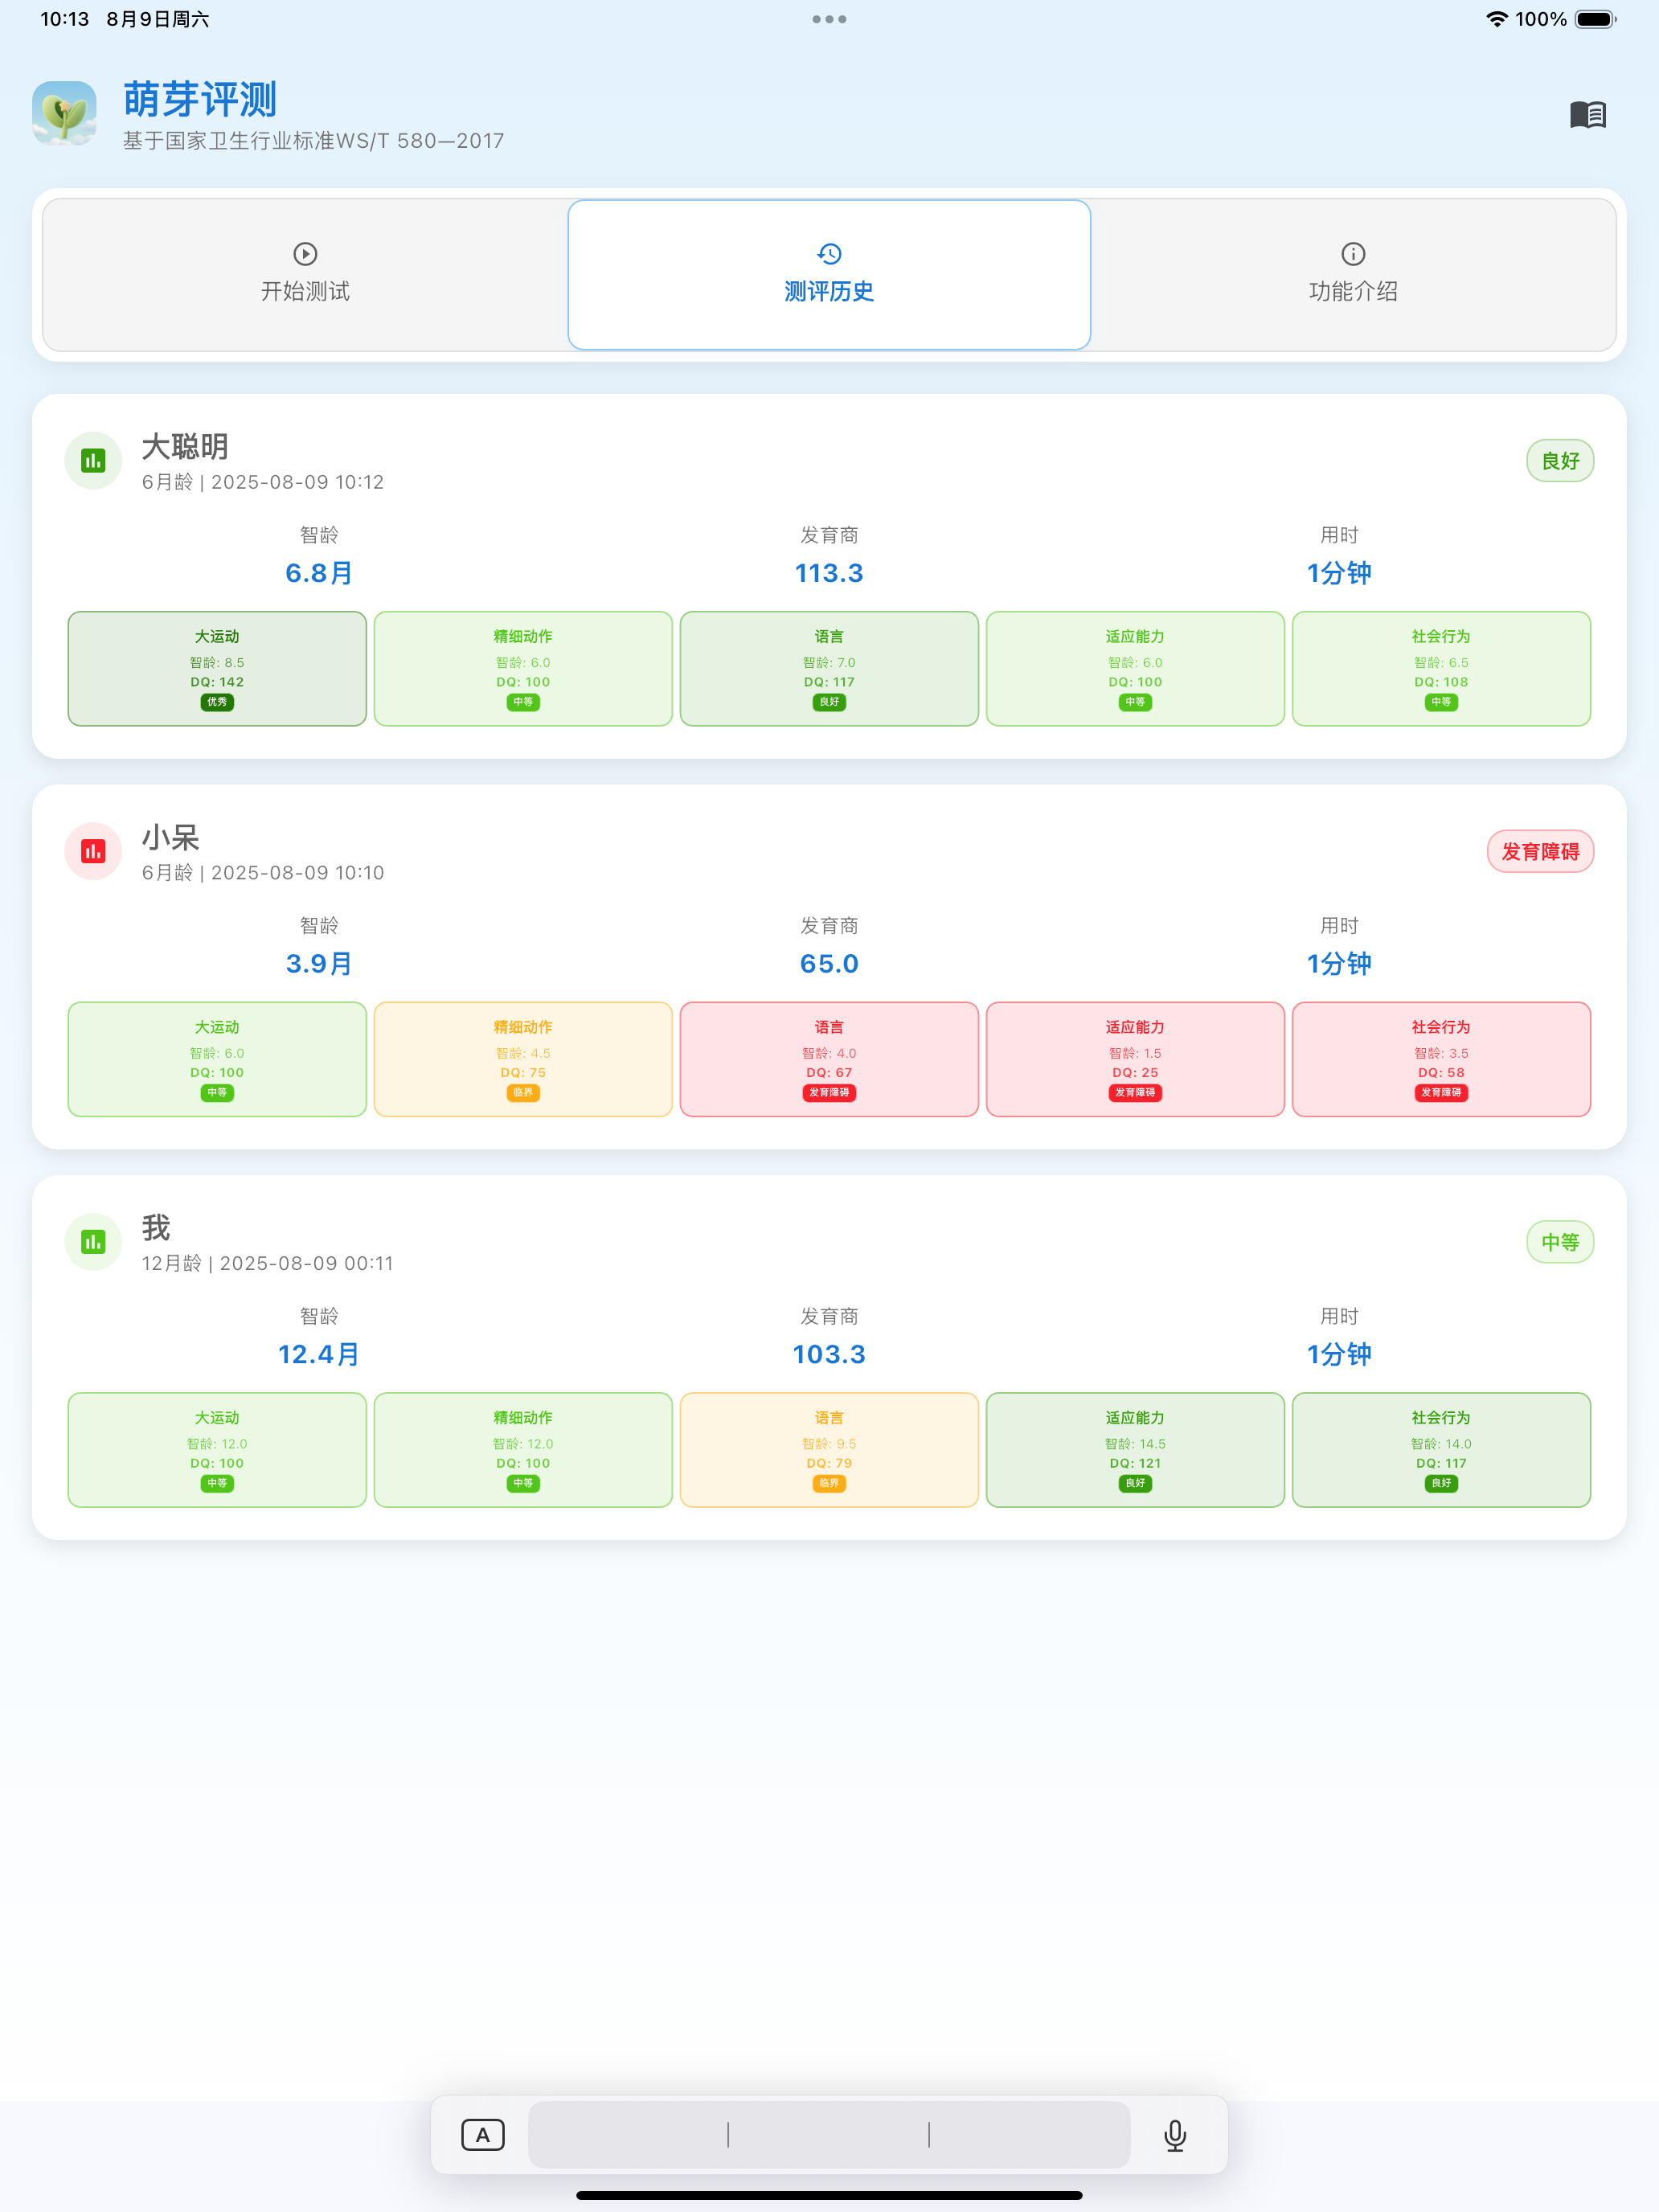 10:13 8月9日周六
100%
萌芽评测
基于国家卫生行业标准WS/T 580—2017
开始测试
测评历史
功能介绍
大聪明
6月龄 | 2025-08-09 10:12
良好
智龄 发育商 用时
6.8月 113.3 1分钟
大运动 精细动作 语言 适应能力 社会行为
智龄: 8.5 智龄: 6.0 智龄: 7.0 智龄: 6.0 智龄: 6.5
DQ: 142 DQ: 100 DQ: 117 DQ: 100 DQ: 108
优秀 中等 良好 中等 中等
小呆
6月龄 | 2025-08-09 10:10
发育障碍
智龄 发育商 用时
3.9月 65.0 1分钟
大运动 精细动作 语言 适应能力 社会行为
智龄: 6.0 智龄: 4.5 智龄: 4.0 智龄: 1.5 智龄: 3.5
DQ: 100 DQ: 75 DQ: 67 DQ: 25 DQ: 58
中等 临界 发育障碍 发育障碍 发育障碍
我
12月龄 | 2025-08-09 00:11
中等
智龄 发育商 用时
12.4月 103.3 1分钟
大运动 精细动作 语言 适应能力 社会行为
智龄: 12.0 智龄: 12.0 智龄: 9.5 智龄: 14.5 智龄: 14.0
DQ: 100 DQ: 100 DQ: 79 DQ: 121 DQ: 117
中等 中等 临界 良好 良好
A